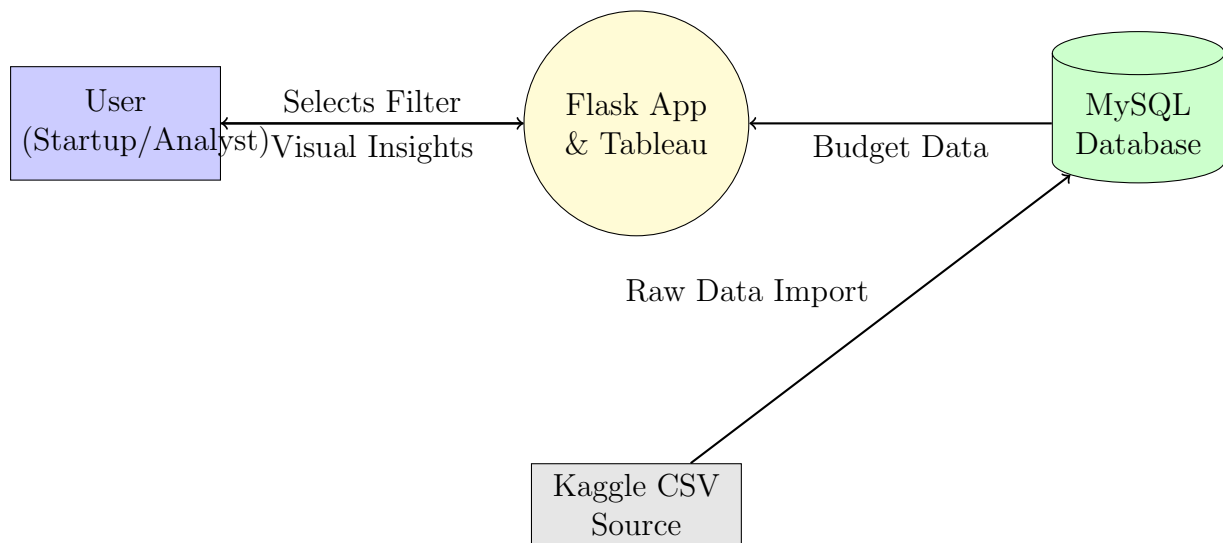 User
(Startup/Analyst)
Selects Filter
Visual Insights
Flask App
& Tableau
Budget Data
MySQL
Database
Raw Data Import
Kaggle CSV
Source